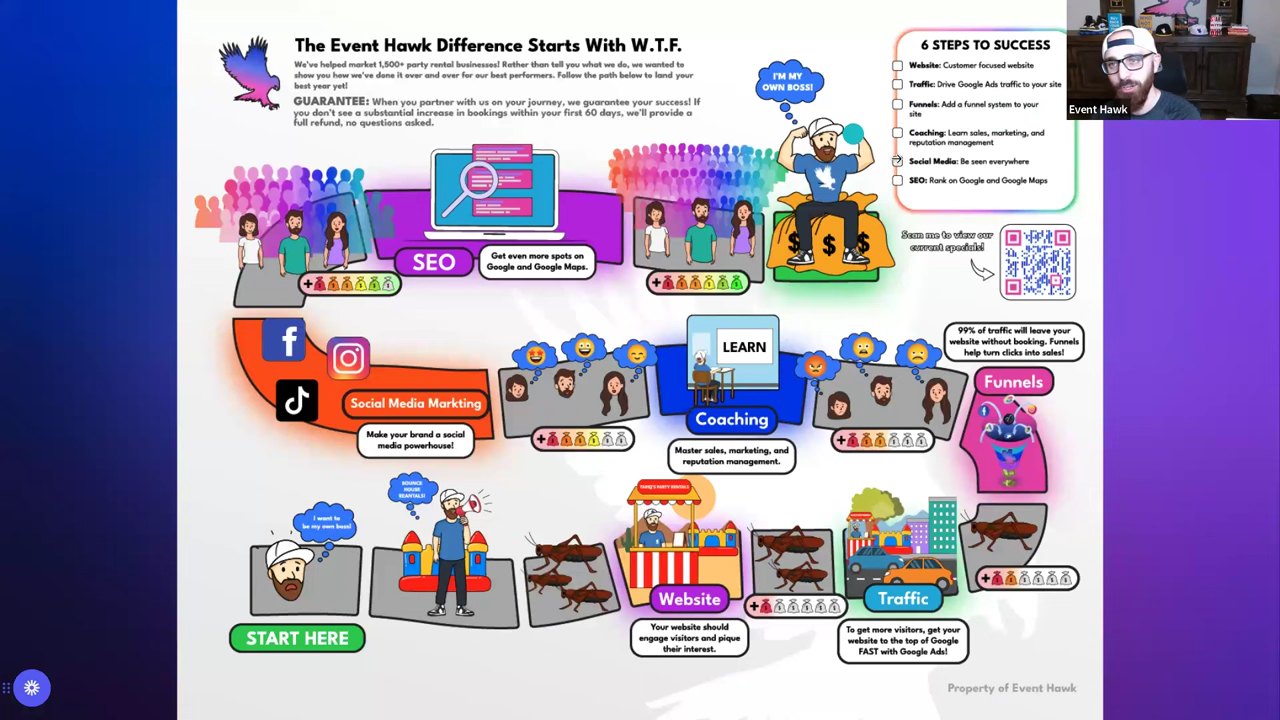 The Event Hawk Difference Starts With W.T.F.
We've helped market 1,500+ party rental businesses! Rather than tell you what we do, we wanted to
show you how we've done it over and over for our best performers. Follow the path below to land your
best year yet!
GUARANTEE: When you partner with us on your journey, we guarantee your success! If
you don't see a substantial increase in bookings within your first 60 days, we'll provide a
full refund, no questions asked.
I'M MY
OWN BOSS!
6 STEPS TO SUCCESS
Website: Customer focused website
Traffic: Drive Google Ads traffic to your site
Funnels: Add a funnel system to your
site
Coaching: Learn sales, marketing, and
reputation management
Social Media: Be seen everywhere
SEO: Rank on Google and Google Maps
Event Hawk
Scan me to view our
current specials!
SEO
Get even more spots on
Google and Google Maps.
$ $ $
99% of traffic will leave your
website without booking. Funnels
help turn clicks into sales!
Funnels
LEARN
Coaching
Master sales, marketing, and
reputation management.
Social Media Markting
Make your brand a social
media powerhouse!
I want to
be my own boss!
BOUNCE
HOUSE
REANTALS!
START HERE
TARIQ'S PARTY RENTALS
Website
Your website should
engage visitors and pique
their interest.
Traffic
To get more visitors, get your
website to the top of Google
FAST with Google Ads!
Property of Event Hawk